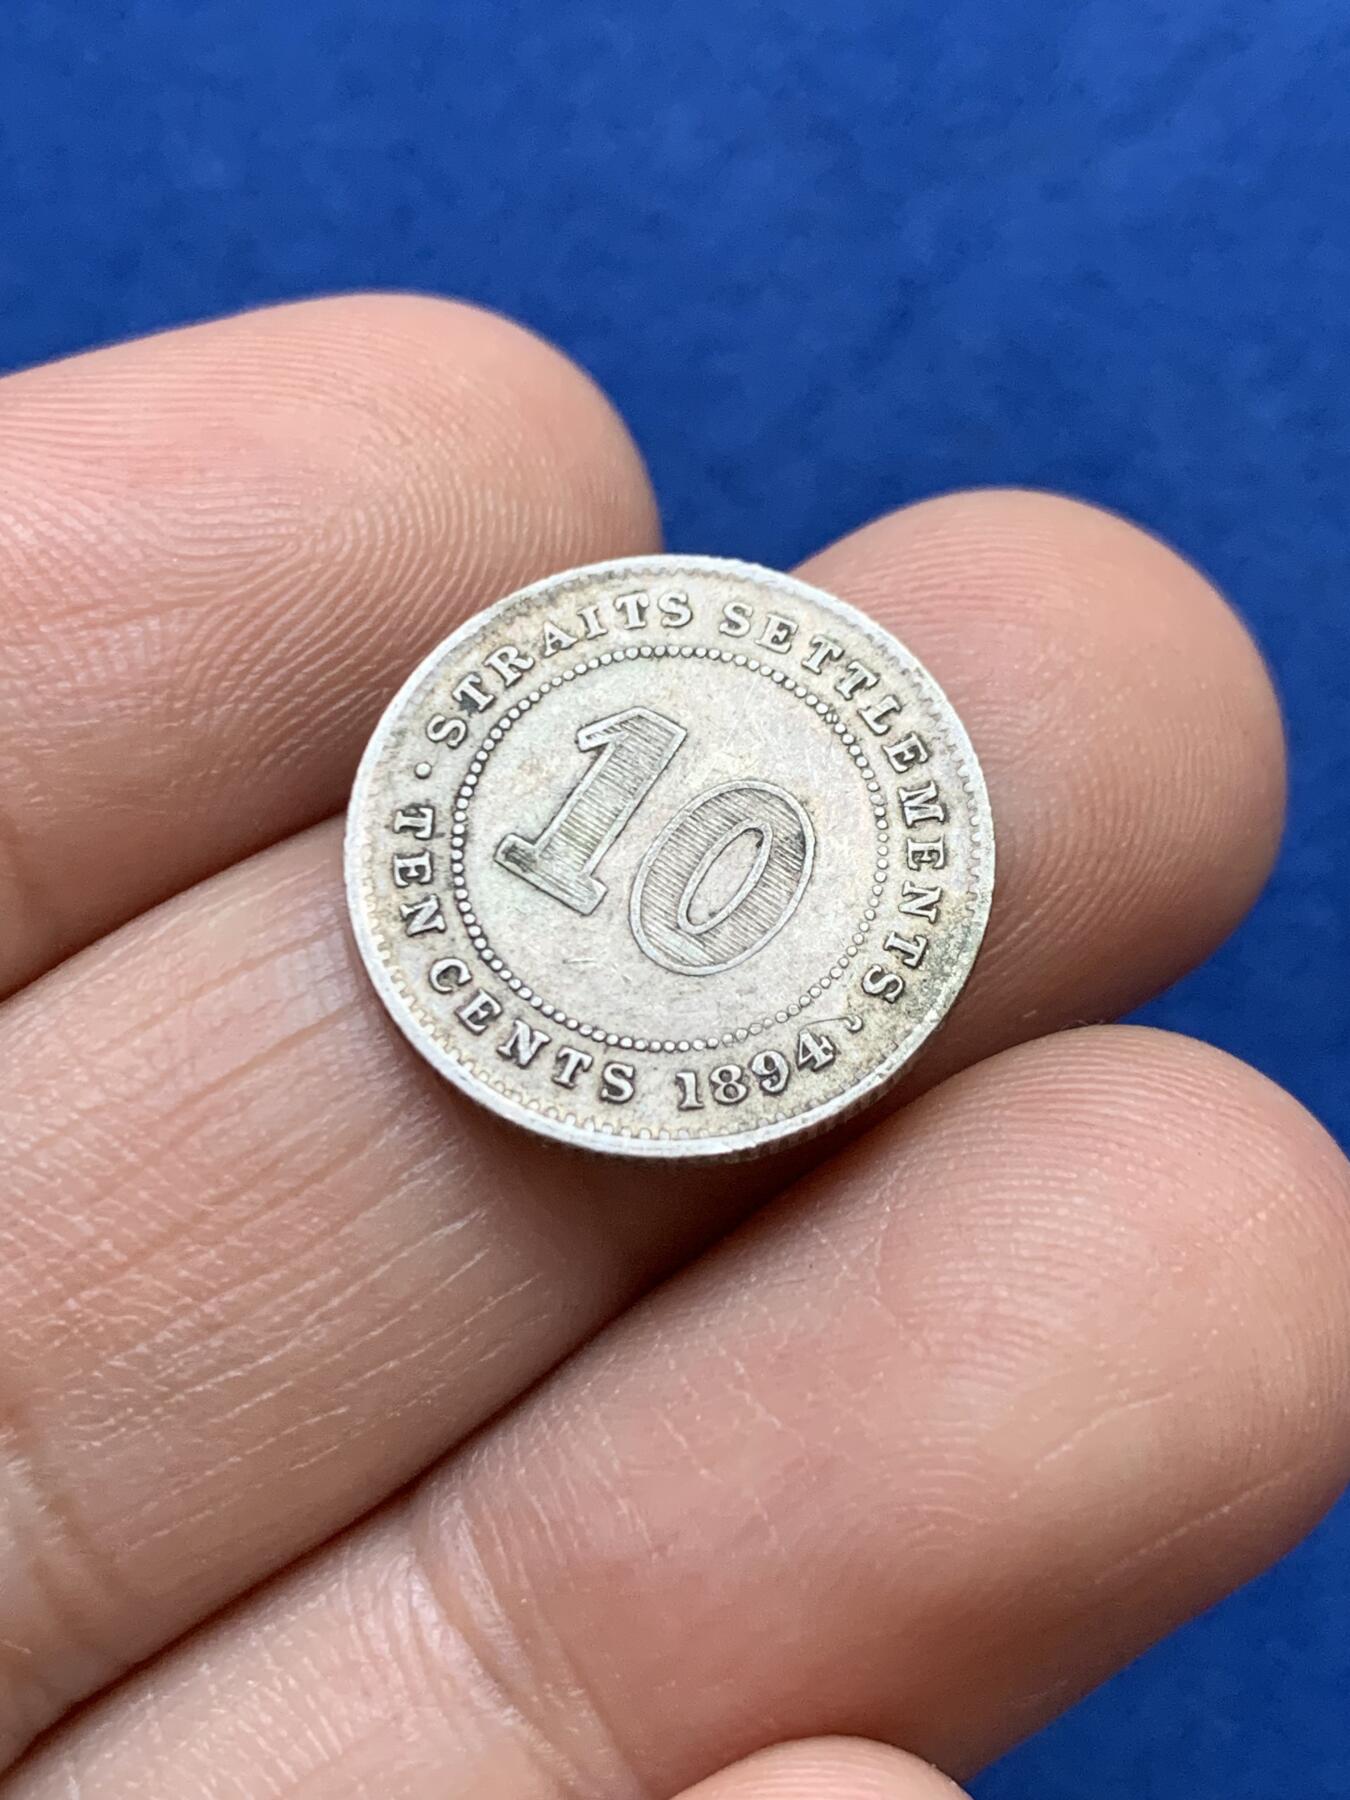 · STRAITS SETTLEMENTS
10
TEN CENTS 1894